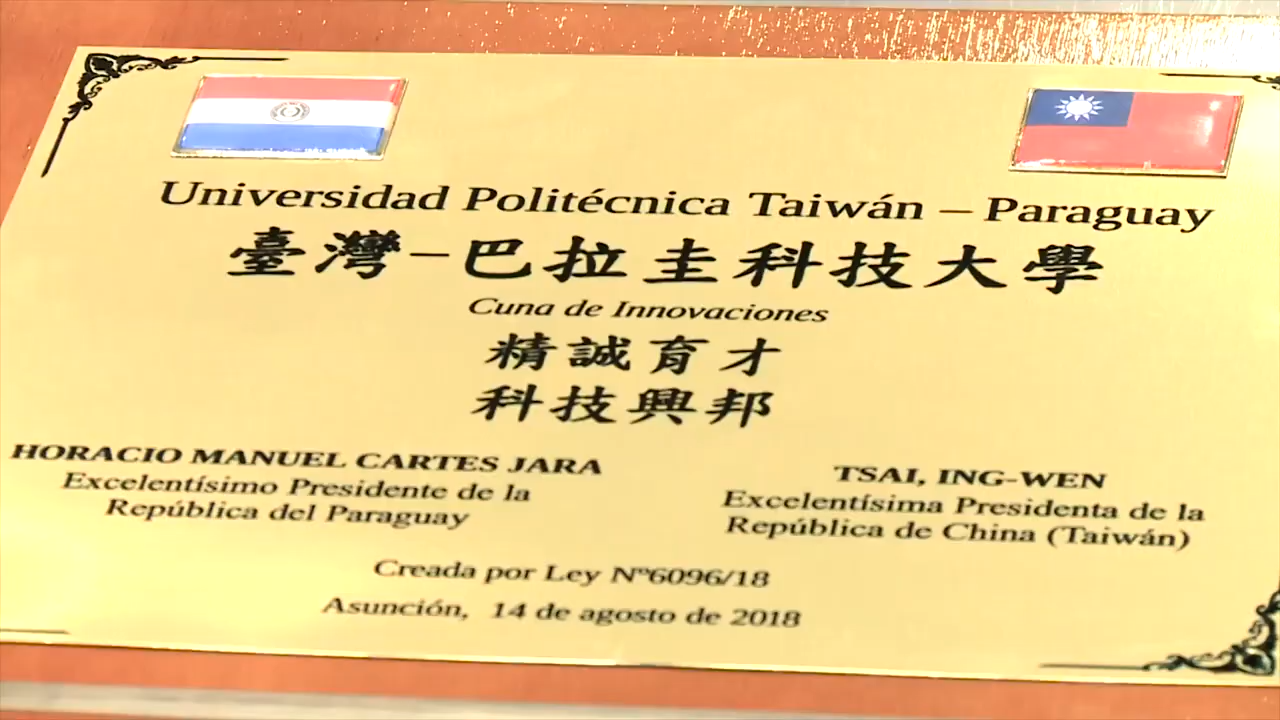 Universidad Politécnica Taiwán – Paraguay
臺灣–巴拉圭科技大學
Cuna de Innovaciones
精誠育才
科技興邦
HORACIO MANUEL CARTES JARA
Excelentísimo Presidente de la
República del Paraguay
TSAI, ING-WEN
Excelentísima Presidenta de la
República de China (Taiwán)
Creada por Ley Nº6096/18
Asunción, 14 de agosto de 2018